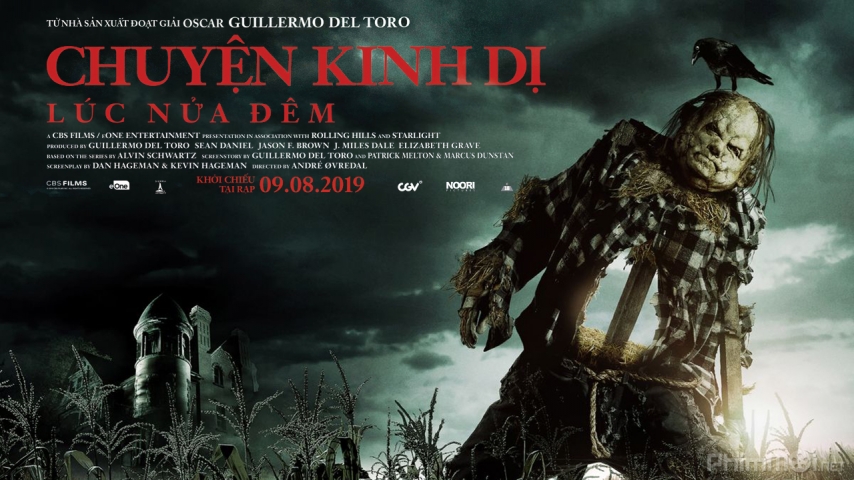 TỪ NHÀ SẢN XUẤT ĐOẠT GIẢI OSCAR GUILLERMO DEL TORO
CHUYỆN KINH DỊ
LÚC NỬA ĐÊM
A CBS FILMS / eONE ENTERTAINMENT PRESENTATION IN ASSOCIATION WITH ROLLING HILLS AND STARLIGHT
PRODUCED BY GUILLERMO DEL TORO SEAN DANIEL JASON F. BROWN J. MILES DALE ELIZABETH GRAVE
BASED ON THE SERIES BY ALVIN SCHWARTZ SCREENSTORY BY GUILLERMO DEL TORO AND PATRICK MELTON & MARCUS DUNSTAN
SCREENPLAY BY DAN HAGEMAN & KEVIN HAGEMAN DIRECTED BY ANDRÉ ØVREDAL
CBS FILMS eOne KHỞI CHIẾU TẠI RẠP 09.08.2019 CGV NOORI
Phimmoi.net